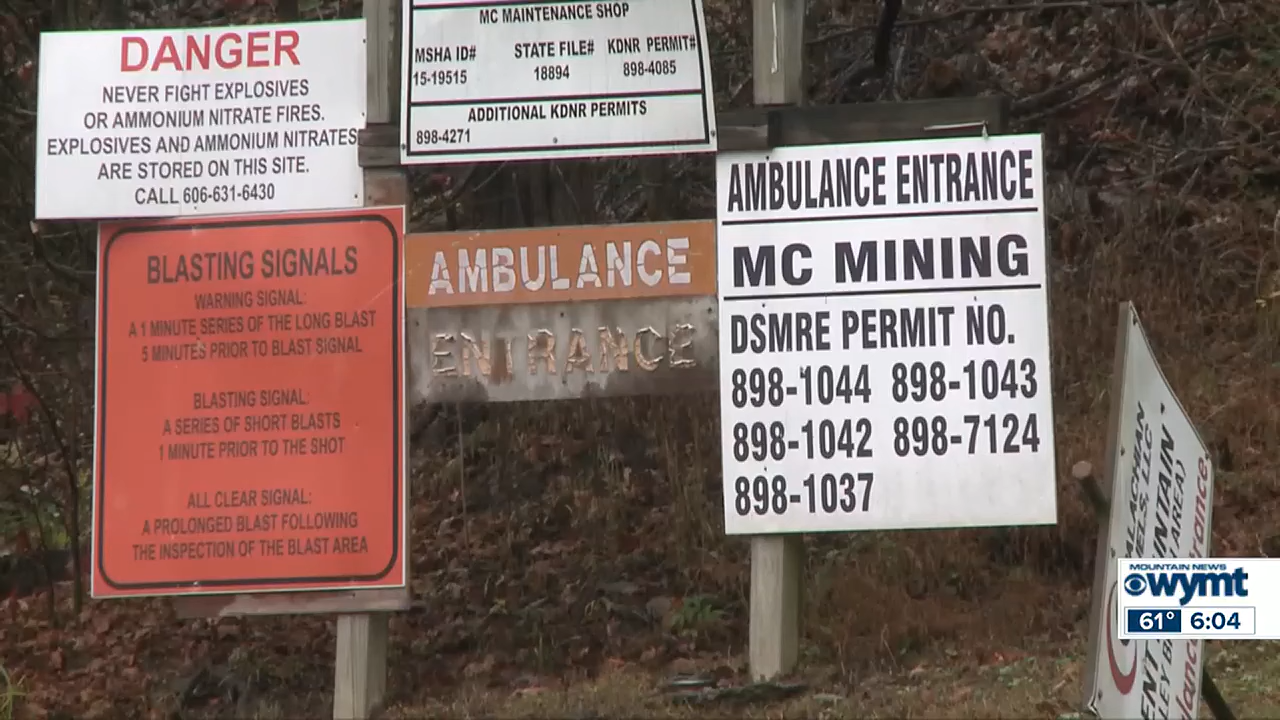 DANGER
NEVER FIGHT EXPLOSIVES
OR AMMONIUM NITRATE FIRES.
EXPLOSIVES AND AMMONIUM NITRATES
ARE STORED ON THIS SITE.
CALL 606-631-6430
MC MAINTENANCE SHOP
MSHA ID# STATE FILE# KDNR PERMIT#
15-19515 18894 898-4085
ADDITIONAL KDNR PERMITS
898-4271
BLASTING SIGNALS
WARNING SIGNAL:
A 1 MINUTE SERIES OF THE LONG BLAST
5 MINUTES PRIOR TO BLAST SIGNAL
BLASTING SIGNAL:
A SERIES OF SHORT BLASTS
1 MINUTE PRIOR TO THE SHOT
ALL CLEAR SIGNAL:
A PROLONGED BLAST FOLLOWING
THE INSPECTION OF THE BLAST AREA
AMBULANCE
ENTRANCE
AMBULANCE ENTRANCE
MC MINING
DSMRE PERMIT NO.
898-1044 898-1043
898-1042 898-7124
898-1037
AREA)
MOUNTAIN NEWS
wymt
61° 6:04